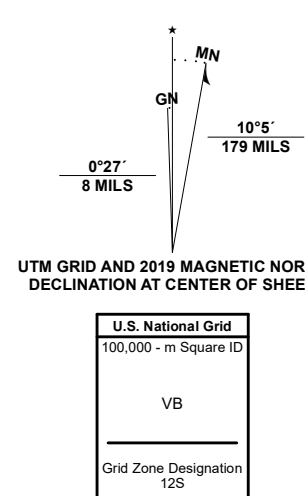 ★
MN
GN
10°5´
179 MILS
0°27´
8 MILS
UTM GRID AND 2019 MAGNETIC NOR
DECLINATION AT CENTER OF SHEE
U.S. National Grid
100,000 - m Square ID
VB
Grid Zone Designation
12S